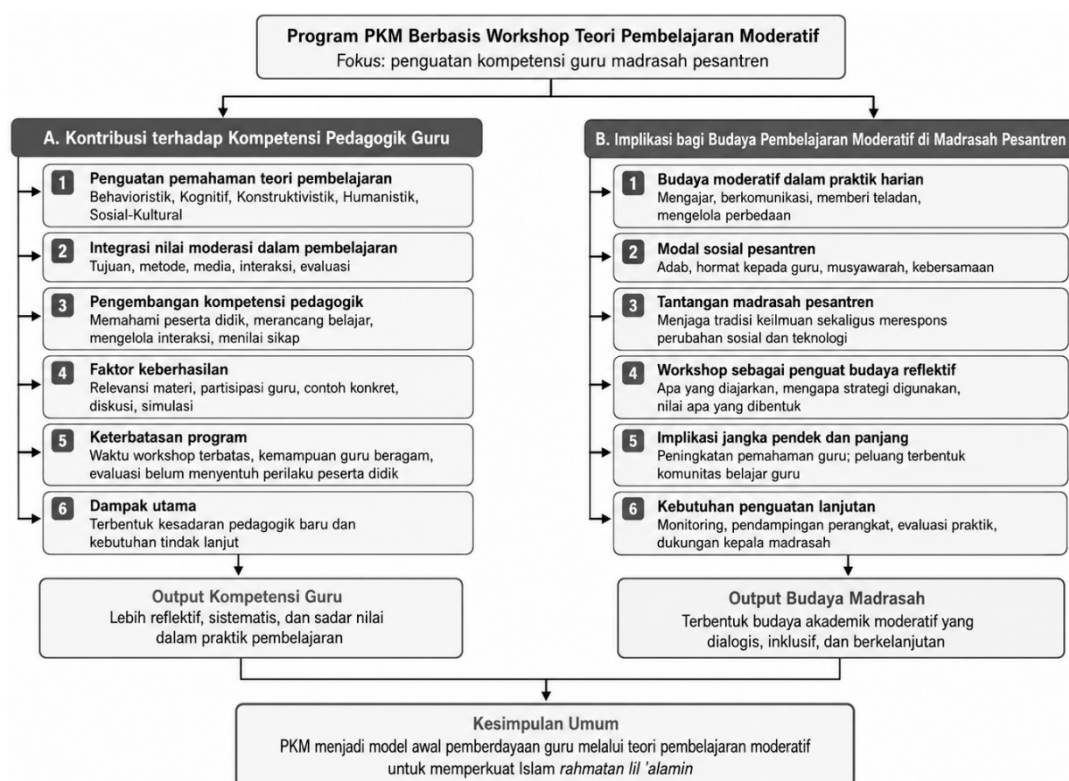 Program PKM Berbasis Workshop Teori Pembelajaran Moderatif
Fokus: penguatan kompetensi guru madrasah pesantren
A. Kontribusi terhadap Kompetensi Pedagogik Guru
1 Penguatan pemahaman teori pembelajaran
Behavioristik, Kognitif, Konstruktivistik, Humanistik,
Sosial-Kultural
2 Integrasi nilai moderasi dalam pembelajaran
Tujuan, metode, media, interaksi, evaluasi
3 Pengembangan kompetensi pedagogik
Memahami peserta didik, merancang belajar,
mengelola interaksi, menilai sikap
4 Faktor keberhasilan
Relevansi materi, partisipasi guru, contoh konkret,
diskusi, simulasi
5 Keterbatasan program
Waktu workshop terbatas, kemampuan guru beragam,
evaluasi belum menyentuh perilaku peserta didik
6 Dampak utama
Terbentuk kesadaran pedagogik baru dan
kebutuhan tindak lanjut
Output Kompetensi Guru
Lebih reflektif, sistematis, dan sadar nilai
dalam praktik pembelajaran
B. Implikasi bagi Budaya Pembelajaran Moderatif di Madrasah Pesantren
1 Budaya moderatif dalam praktik harian
Mengajar, berkomunikasi, memberi teladan,
mengelola perbedaan
2 Modal sosial pesantren
Adab, hormat kepada guru, musyawarah, kebersamaan
3 Tantangan madrasah pesantren
Menjaga tradisi keilmuan sekaligus merespons
perubahan sosial dan teknologi
4 Workshop sebagai penguat budaya reflektif
Apa yang diajarkan, mengapa strategi digunakan,
nilai apa yang dibentuk
5 Implikasi jangka pendek dan panjang
Peningkatan pemahaman guru; peluang terbentuk
komunitas belajar guru
6 Kebutuhan penguatan lanjutan
Monitoring, pendampingan perangkat, evaluasi praktik,
dukungan kepala madrasah
Output Budaya Madrasah
Terbentuk budaya akademik moderatif yang
dialogis, inklusif, dan berkelanjutan
Kesimpulan Umum
PKM menjadi model awal pemberdayaan guru melalui teori pembelajaran moderatif
untuk memperkuat Islam rahmatan lil 'alamin